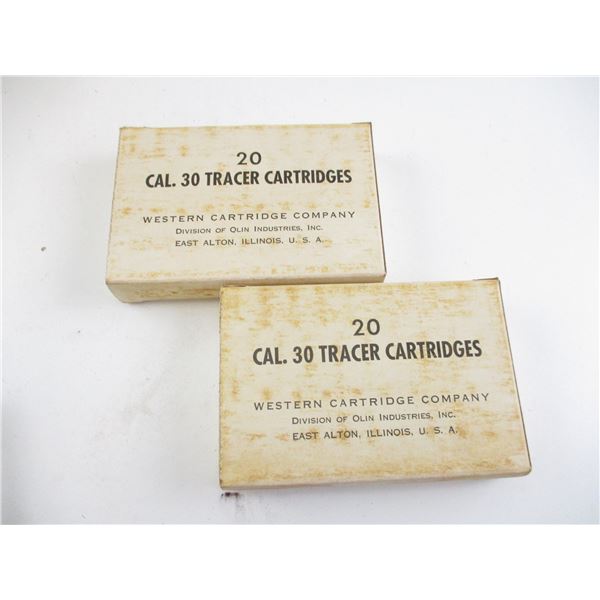 20
CAL. 30 TRACER CARTRIDGES
WESTERN CARTRIDGE COMPANY
DIVISION OF OLIN INDUSTRIES, INC.
EAST ALTON, ILLINOIS, U. S. A.
20
CAL. 30 TRACER CARTRIDGES
WESTERN CARTRIDGE COMPANY
DIVISION OF OLIN INDUSTRIES, INC.
EAST ALTON, ILLINOIS, U. S. A.